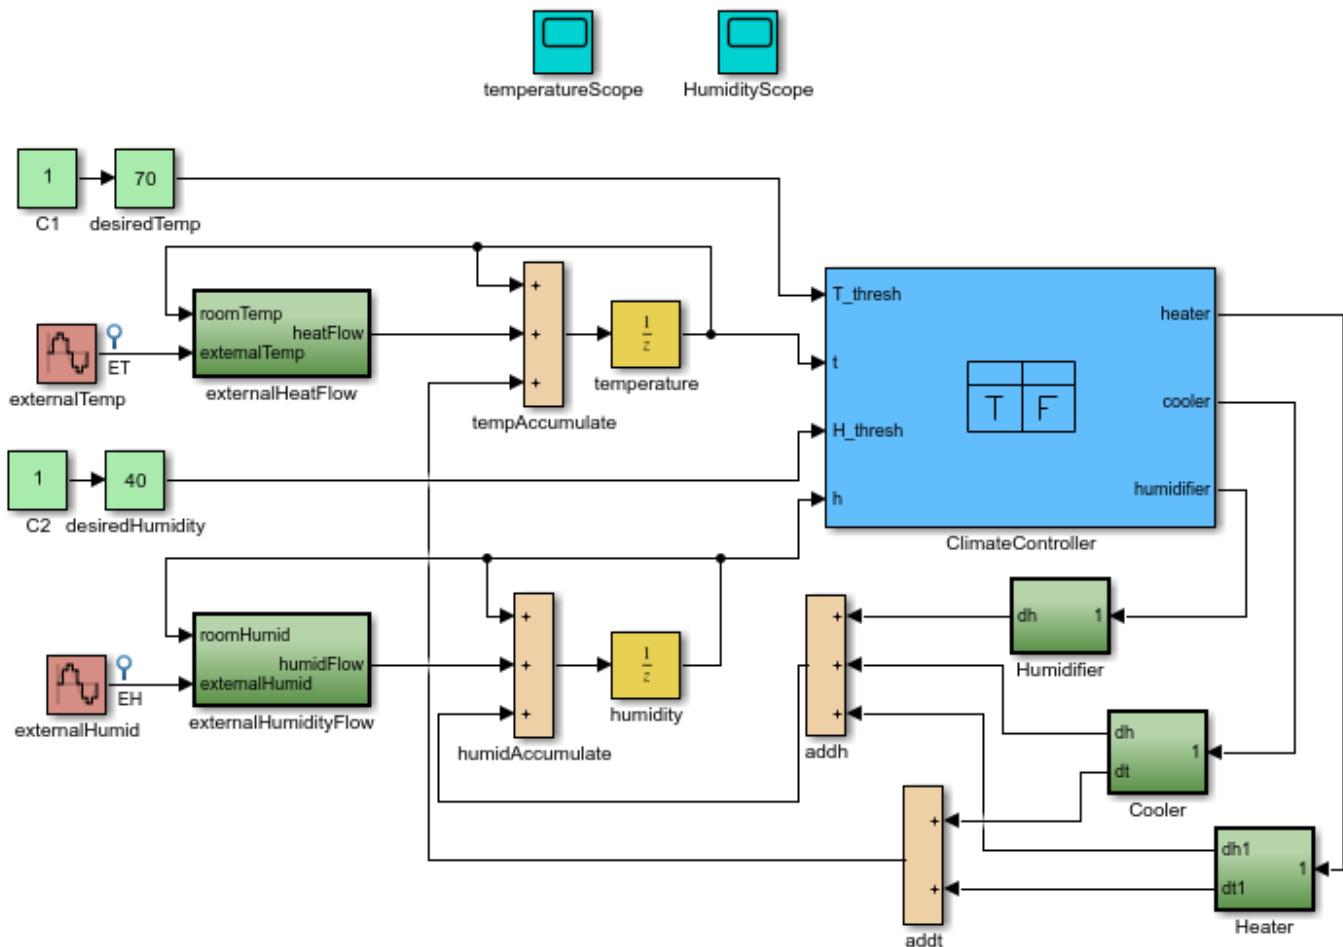 temperatureScope
HumidityScope
1
C1
70
desiredTemp
roomTemp
heatFlow
externalTemp
externalHeatFlow
ET
externalTemp
+
+
+
tempAccumulate
1
z
temperature
T_thresh
t
H_thresh
h
heater
cooler
humidifier
T F
ClimateController
1
C2
40
desiredHumidity
roomHumid
humidFlow
externalHumid
externalHumidityFlow
EH
externalHumid
+
+
+
humidAccumulate
1
z
humidity
+
+
+
addh
dh 1
Humidifier
dh
1
dt
Cooler
+
+
addt
dh1
1
dt1
Heater